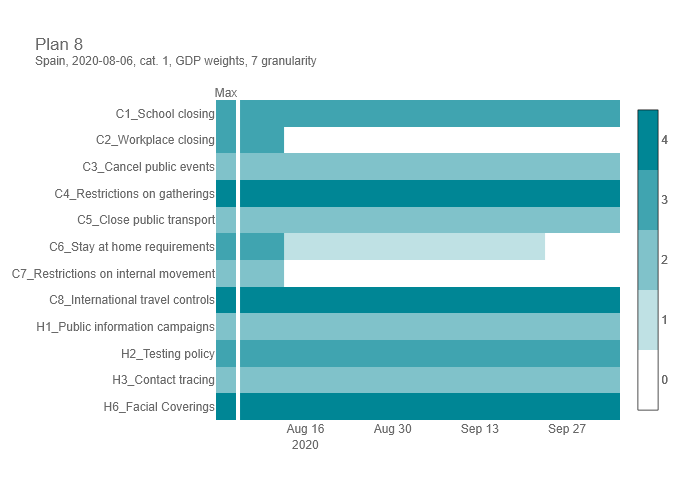 Plan 8
Spain, 2020-08-06, cat. 1, GDP weights, 7 granularity
Max
C1_School closing
C2_Workplace closing
C3_Cancel public events
C4_Restrictions on gatherings
C5_Close public transport
C6_Stay at home requirements
C7_Restrictions on internal movement
C8_International travel controls
H1_Public information campaigns
H2_Testing policy
H3_Contact tracing
H6_Facial Coverings
4
3
2
1
0
Aug 16 Aug 30 Sep 13 Sep 27
2020